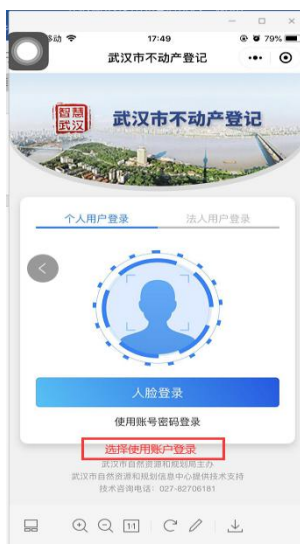 移动 17:49 79%
武汉市不动产登记
智慧武汉 武汉市不动产登记
个人用户登录 法人用户登录
人脸登录
使用账号密码登录
选择使用账户登录
武汉市自然资源和规划局主办
武汉市自然资源和规划信息中心提供技术支持
技术咨询电话：027-82706181
1:1